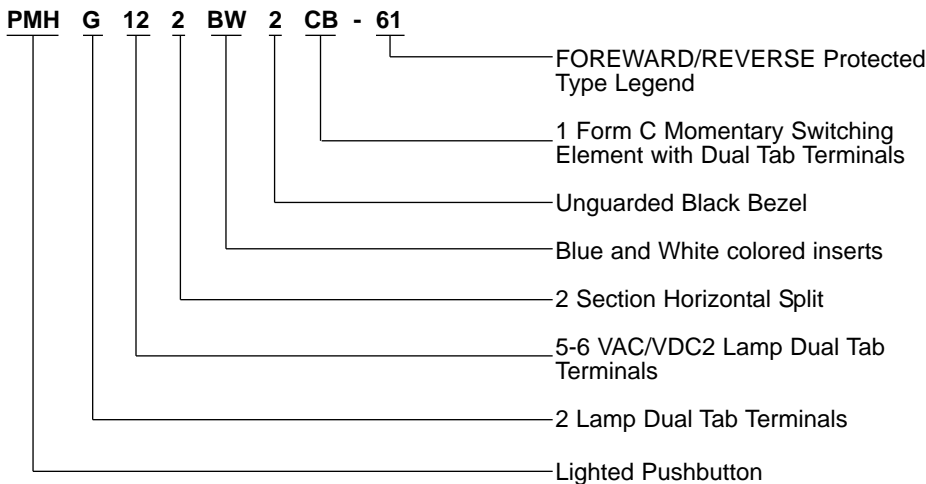 PMH G 12 2 BW 2 CB - 61
FOREWARD/REVERSE Protected
Type Legend
1 Form C Momentary Switching
Element with Dual Tab Terminals
Unguarded Black Bezel
Blue and White colored inserts
2 Section Horizontal Split
5-6 VAC/VDC2 Lamp Dual Tab
Terminals
2 Lamp Dual Tab Terminals
Lighted Pushbutton